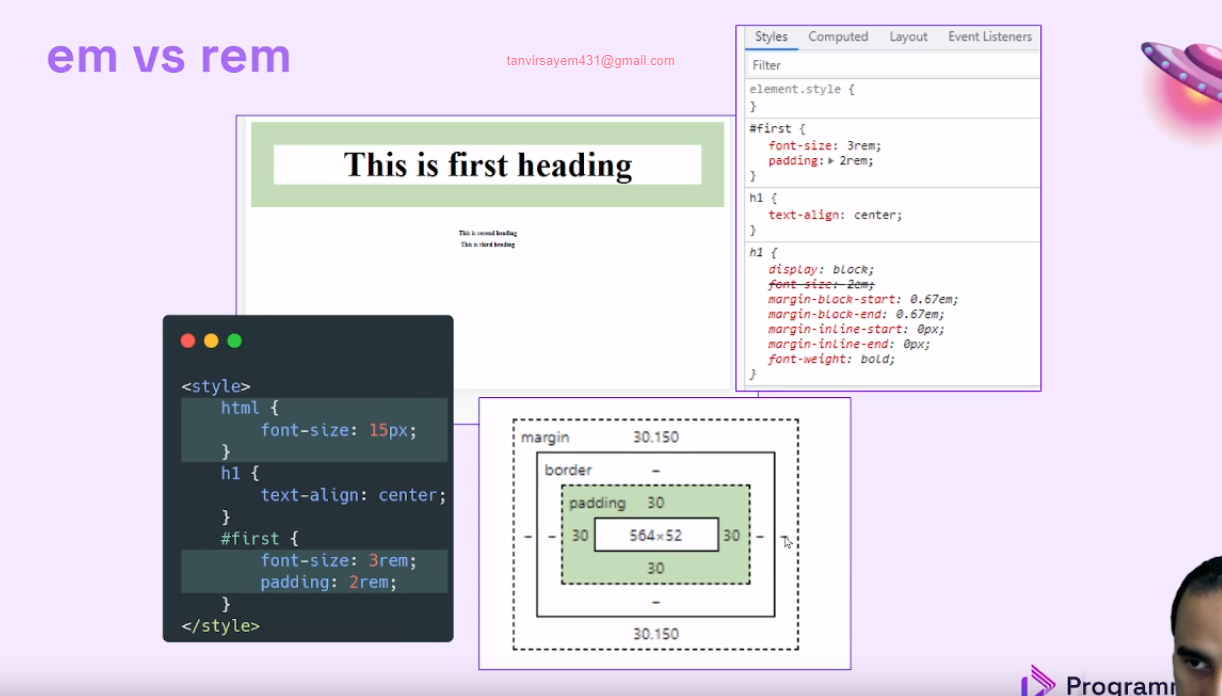 em vs rem
tanvirsayem431@gmail.com
This is first heading
This is second heading
This is third heading
Styles Computed Layout Event Listeners
Filter
element.style {
}
#first {
font-size: 3rem;
padding: ▶ 2rem;
}
h1 {
text-align: center;
}
h1 {
display: block;
font-size: 2em;
margin-block-start: 0.67em;
margin-block-end: 0.67em;
margin-inline-start: 0px;
margin-inline-end: 0px;
font-weight: bold;
}
<style>
html {
font-size: 15px;
}
h1 {
text-align: center;
}
#first {
font-size: 3rem;
padding: 2rem;
}
</style>
margin 30.150
border –
padding 30
– – 30 564×52 30 – –
30
–
30.150